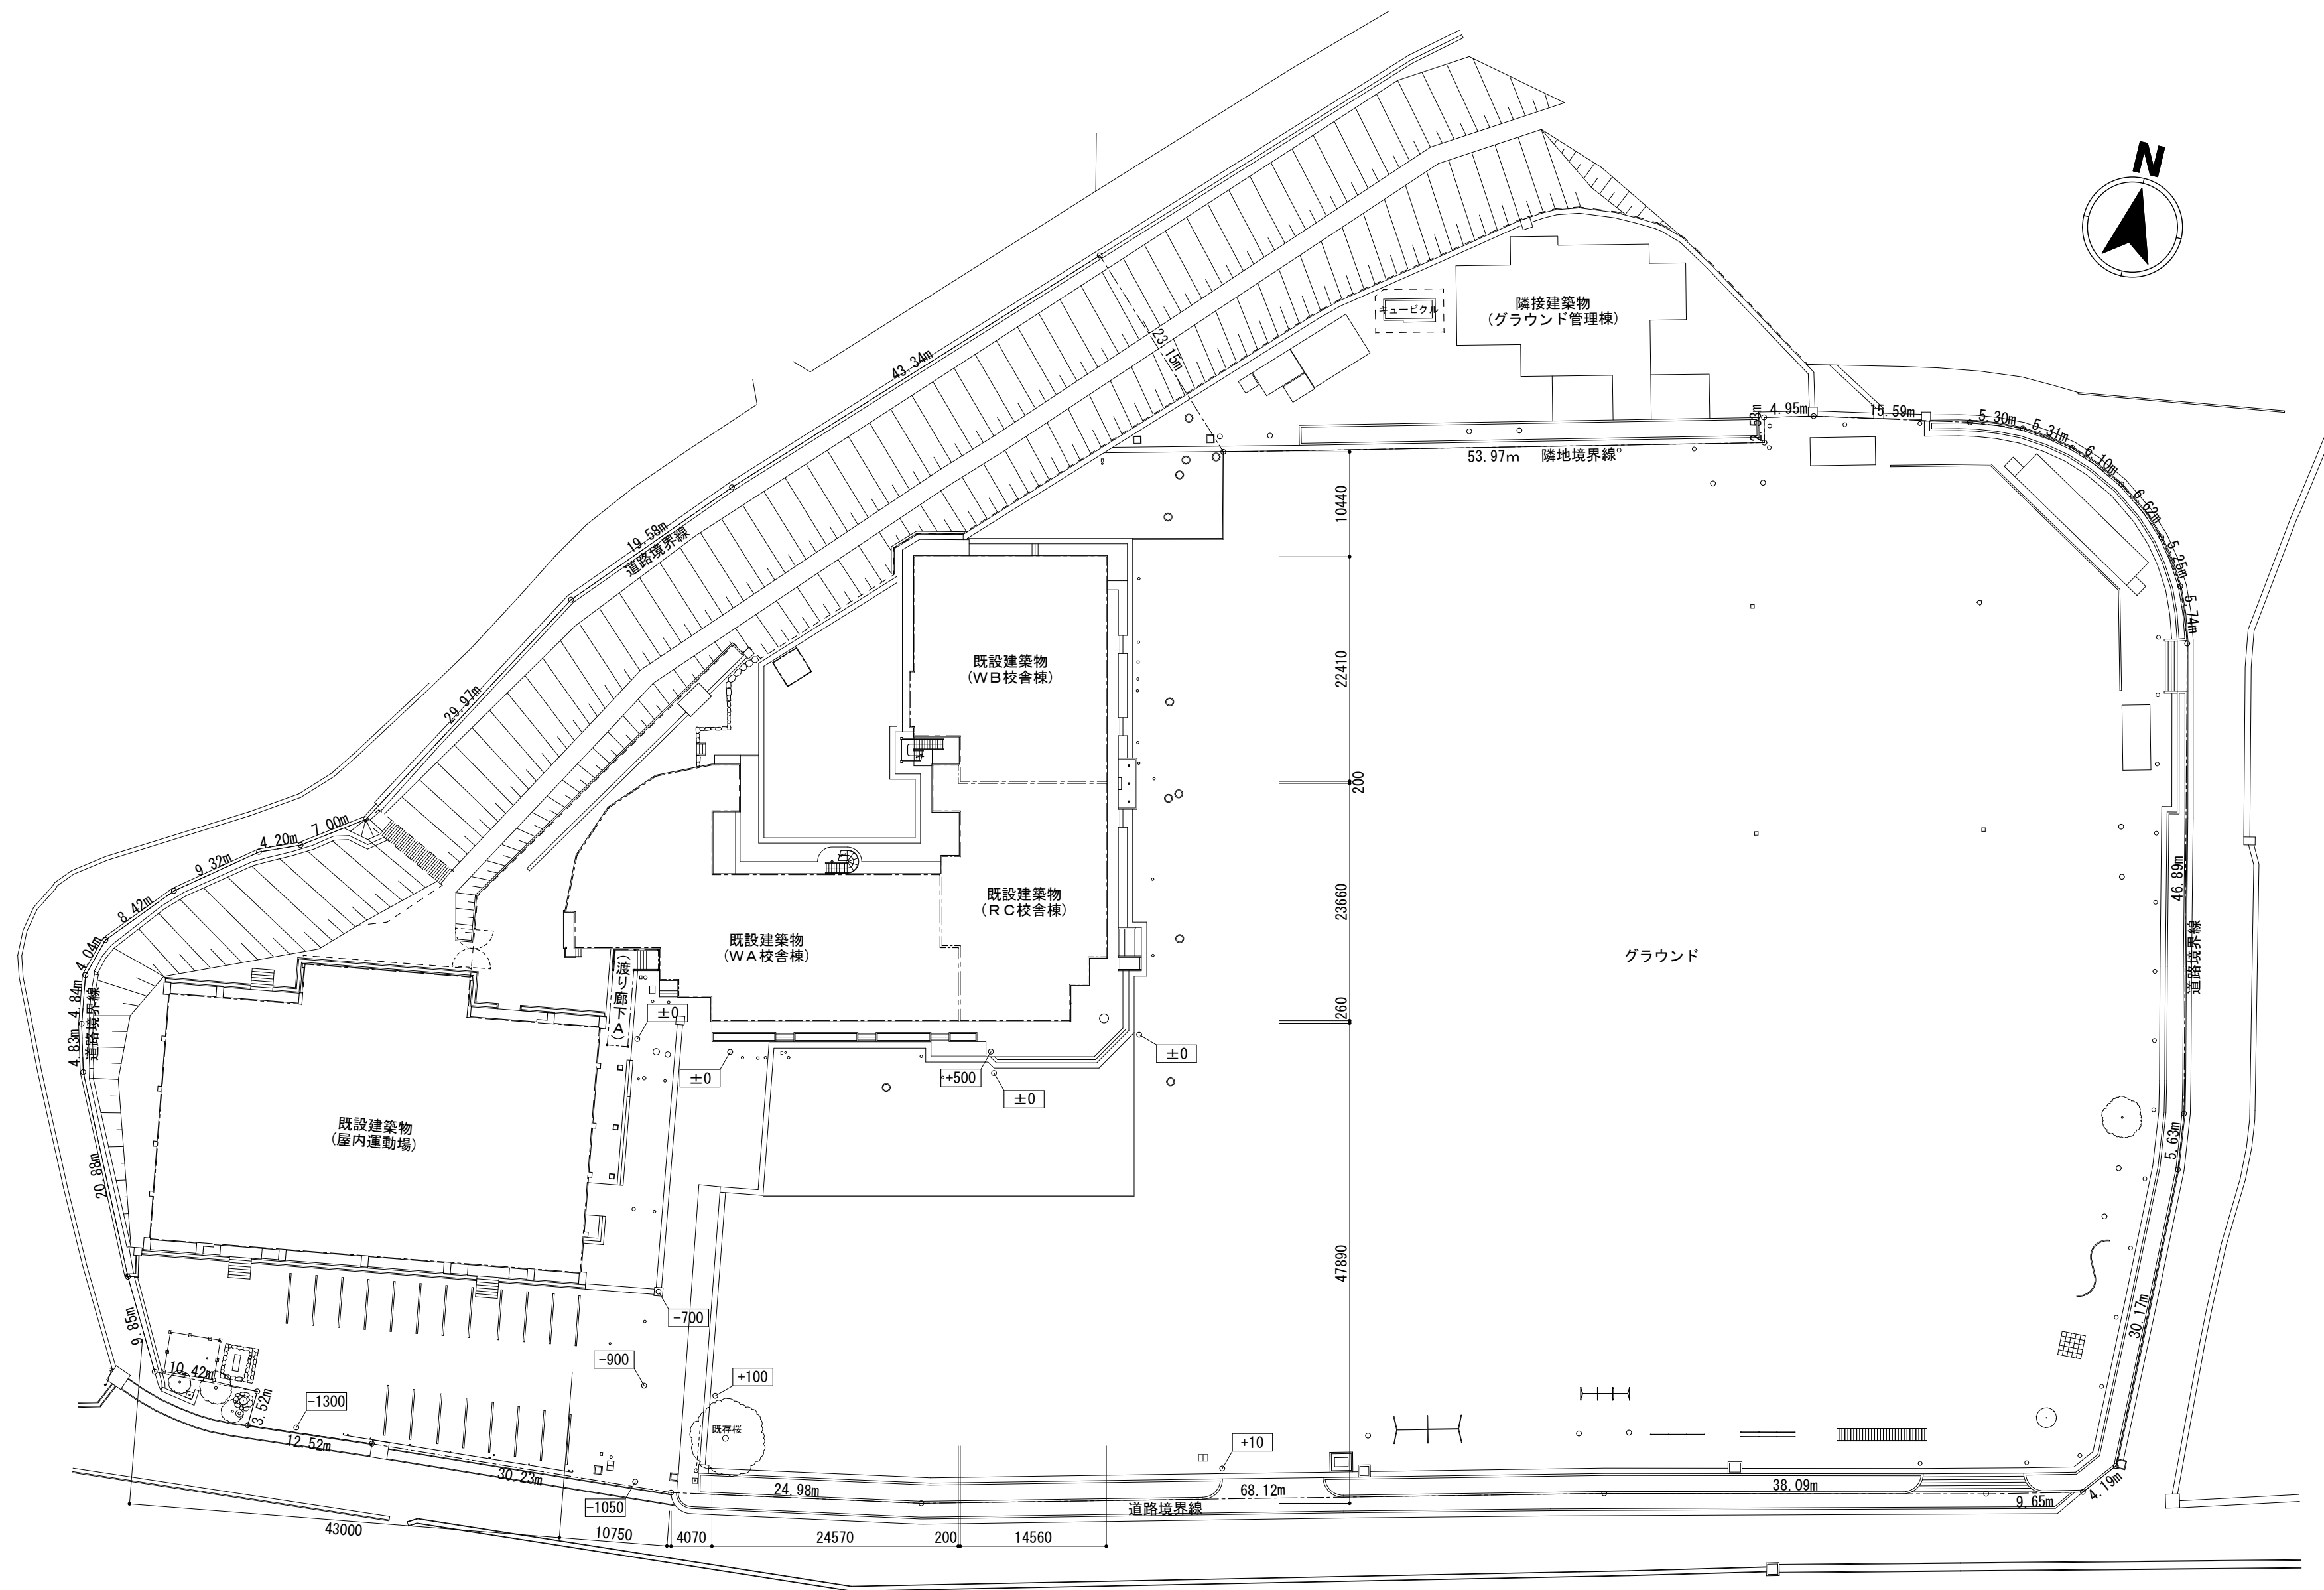 N
43.34m
23.15m
キュービクル
隣接建築物
(グラウンド管理棟)
2.53m
4.95m
15.59m
5.30m
5.31m
6.10m
6.62m
5.25m
5.74m
53.97m 隣地境界線
19.58m
道路境界線
10440
29.97m
既設建築物
(WB校舎棟)
22410
200
7.00m
4.20m
9.32m
8.42m
4.04m
4.84m
4.83m
道路境界線
既設建築物
(RC校舎棟)
23660
46.89m
道路境界線
既設建築物
(WA校舎棟)
グラウンド
(渡り廊下A)
260
±0
±0
+500
±0
±0
既設建築物
(屋内運動場)
20.88m
5.63m
47890
30.17m
9.85m
-700
-900
+100
10.42m
3.52m
-1300
既存桜
+10
12.52m
30.23m
-1050
24.98m
68.12m
道路境界線
38.09m
9.65m
4.19m
43000
10750
4070
24570
200
14560